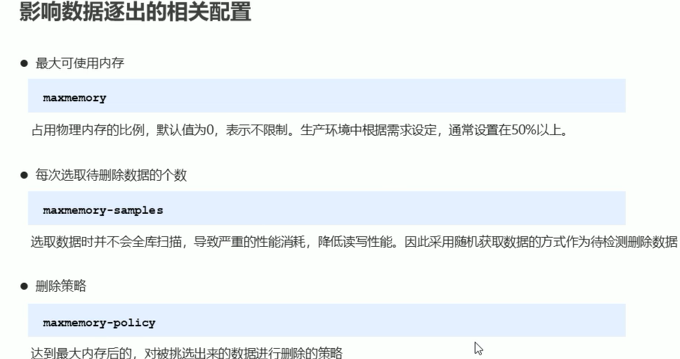 影响数据逐出的相关配置
● 最大可使用内存
maxmemory
占用物理内存的比例，默认值为0，表示不限制。生产环境中根据需求设定，通常设置在50%以上。
● 每次选取待删除数据的个数
maxmemory-samples
选取数据时并不会全库扫描，导致严重的性能消耗，降低读写性能。因此采用随机获取数据的方式作为待检测删除数据
● 删除策略
maxmemory-policy
达到最大内存后的，对被挑选出来的数据进行删除的策略